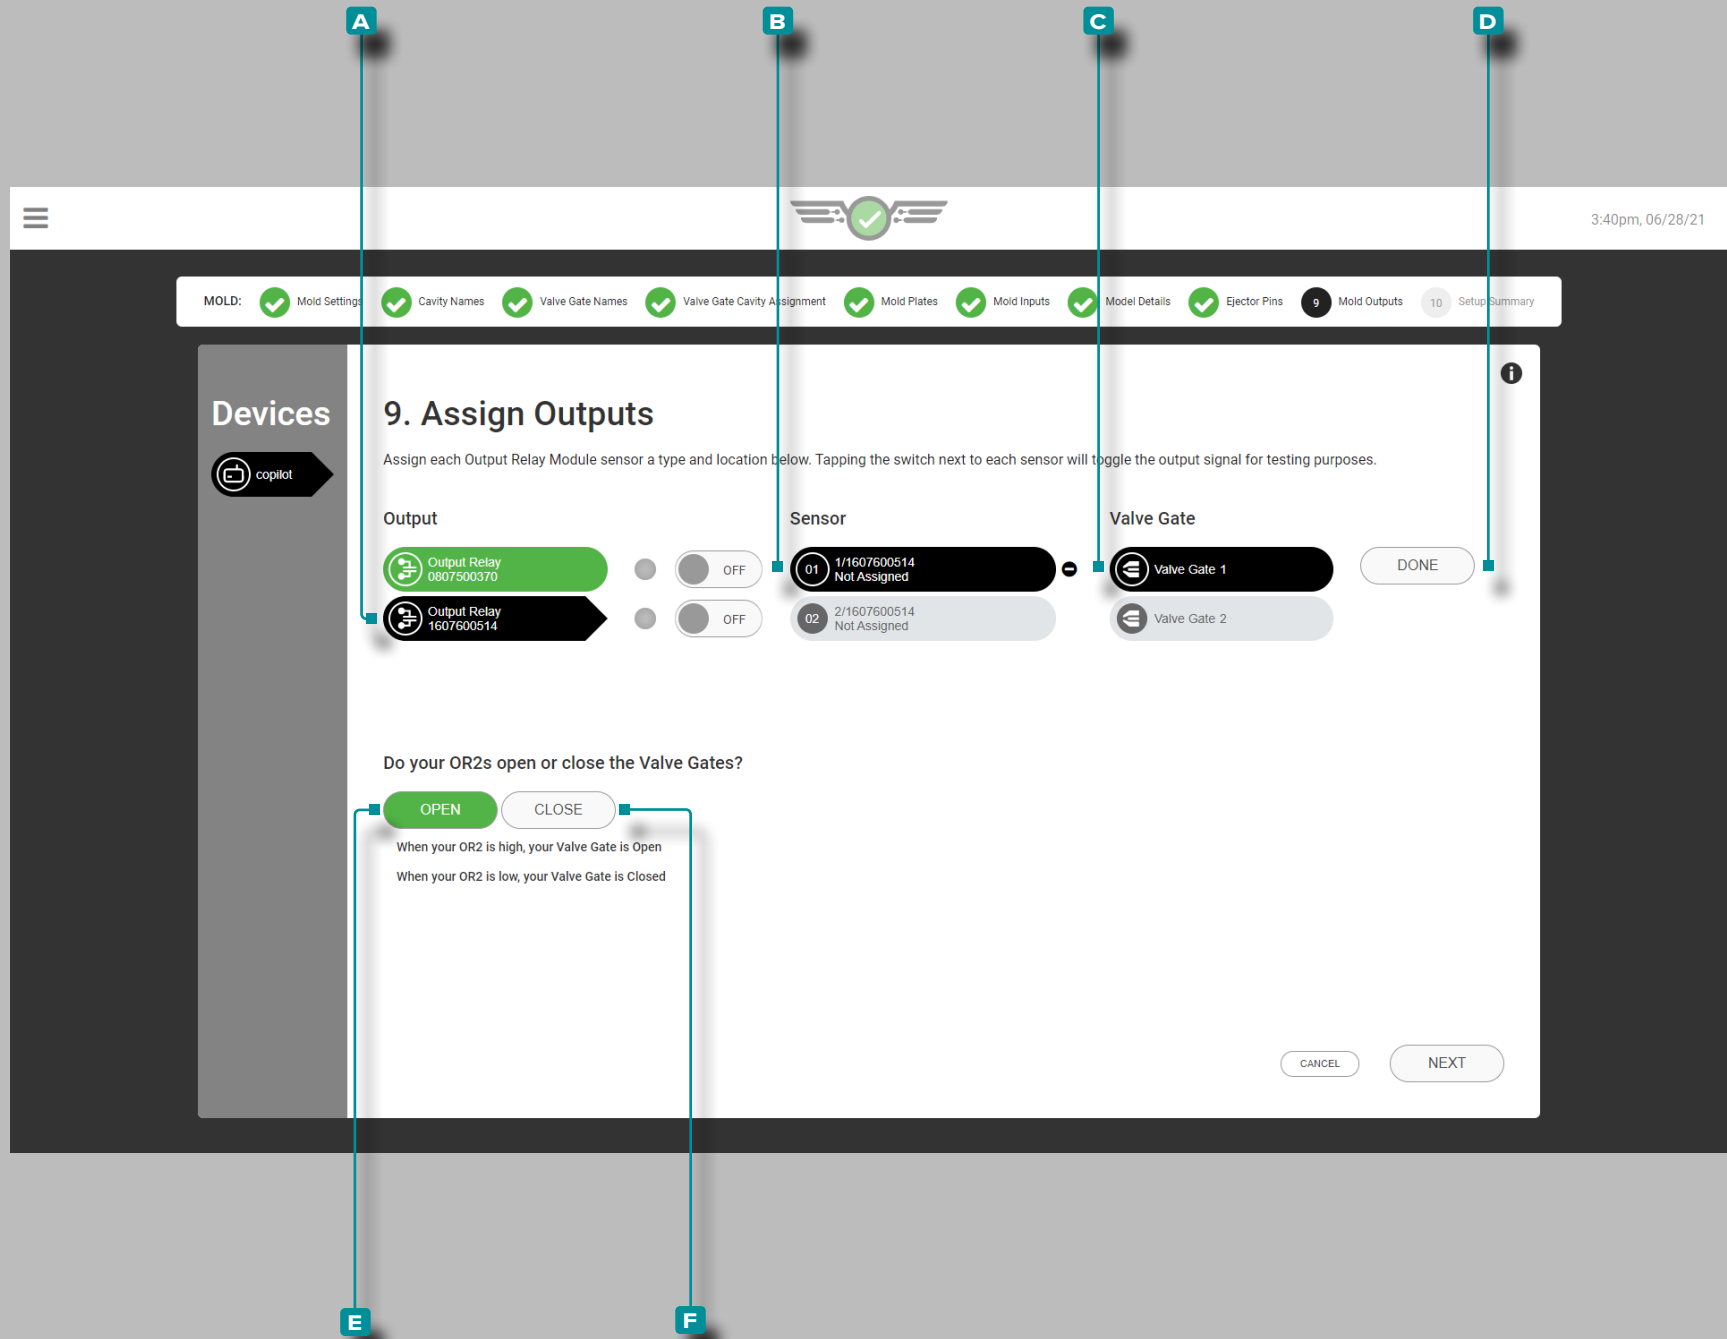 A B C D
3:40pm, 06/28/21
MOLD: Mold Settings Cavity Names Valve Gate Names Valve Gate Cavity Assignment Mold Plates Mold Inputs Model Details Ejector Pins 9 Mold Outputs 10 Setup Summary
Devices
copilot
9. Assign Outputs
Assign each Output Relay Module sensor a type and location below. Tapping the switch next to each sensor will toggle the output signal for testing purposes.
Output Sensor Valve Gate
Output Relay
0807500370
OFF
01
1/1607600514
Not Assigned
Valve Gate 1
DONE
Output Relay
1607600514
OFF
02
2/1607600514
Not Assigned
Valve Gate 2
Do your OR2s open or close the Valve Gates?
OPEN CLOSE
When your OR2 is high, your Valve Gate is Open
When your OR2 is low, your Valve Gate is Closed
CANCEL NEXT
E F